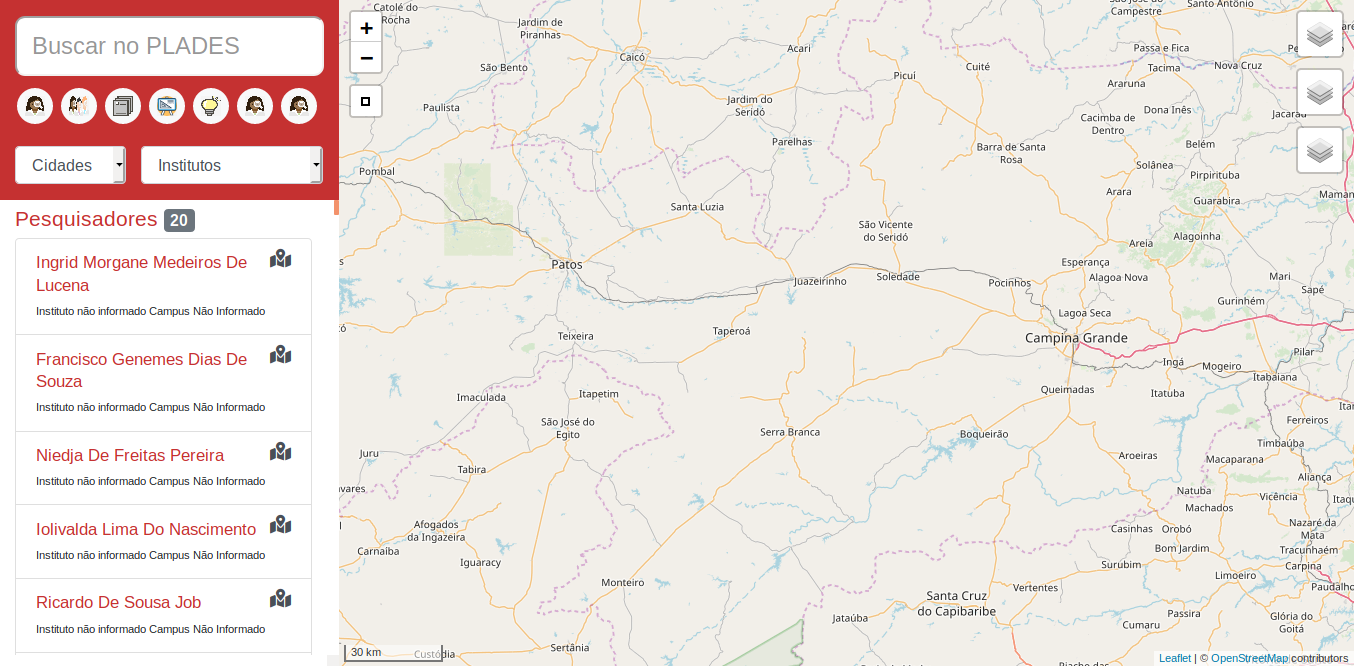 Buscar no PLADES
Cidades
Institutos
Pesquisadores 20
Ingrid Morgane Medeiros De
Lucena
Instituto não informado Campus Não Informado
Francisco Genemes Dias De
Souza
Instituto não informado Campus Não Informado
Niedja De Freitas Pereira
Instituto não informado Campus Não Informado
Iolivalda Lima Do Nascimento
Instituto não informado Campus Não Informado
Ricardo De Sousa Job
Instituto não informado Campus Não Informado
+
−
Catolé do
Rocha
Jardim de
Piranhas
Caicó
São Bento
Acari
Paulista
Jardim do
Seridó
Parelhas
Pombal
Santa Luzia
Patos
Picuí
Cuité
Campestre
Santo Antônio
Passa e Fica
Tacima
Nova Cruz
Araruna
Dona Inês
Jacaraú
Cacimba de
Dentro
Belém
Barra de Santa
Rosa
Solânea
Pirpirituba
Arara
Guarabira
Maman
São Vicente
do Seridó
Alagoinha
Areia
Esperança
Alagoa Nova
Mari
Sapé
Juazeirinho
Soledade
Pocinhos
Gurinhém
Lagoa Seca
Campina Grande
Teixeira
Taperoá
Ingá
Mogeiro
Pilar
Itabaiana
Queimadas
Itatuba
Imaculada
Itapetim
São José do
Egito
Serra Branca
Boqueirão
Ferreiros
Timbaúba
Juru
Tabira
Aroeiras
Macaparana
Aliança
vares
Natuba
Vicência
Machados
Afogados
da Ingazeira
Casinhas
Orobó
Nazaré da
Mata
Carnaíba
Iguaracy
Bom Jardim
Tracunhaém
Surubim
Carpina
Limoeiro
Paudalho
Monteiro
Vertentes
Santa Cruz
do Capibaribe
Passira
Glória do
Goitá
Jataúba
Cumaru
Sertânia
Custódia
30 km
Leaflet | © OpenStreetMap contributors